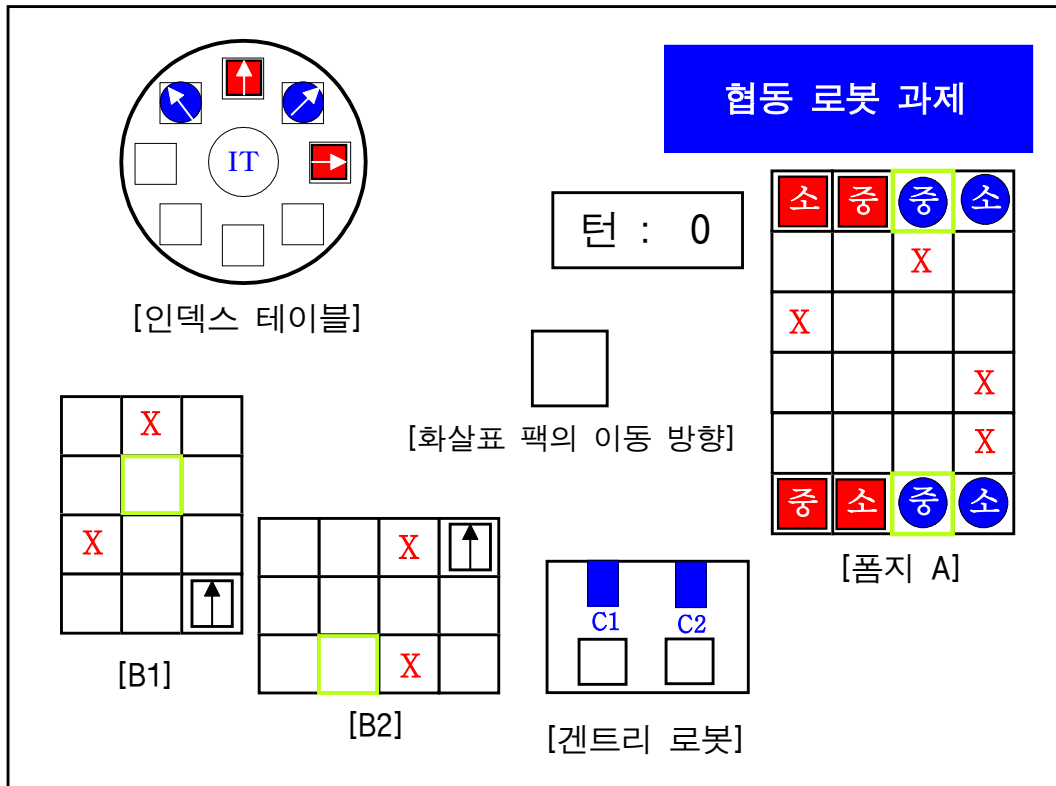 협동 로봇 과제
IT
[인덱스 테이블]
턴 : 0
소 중 중 소
X
X
X
X
중 소 중 소
[폼지 A]
[화살표 팩의 이동 방향]
X
X
[B1]
X
X
[B2]
C1 C2
[겐트리 로봇]